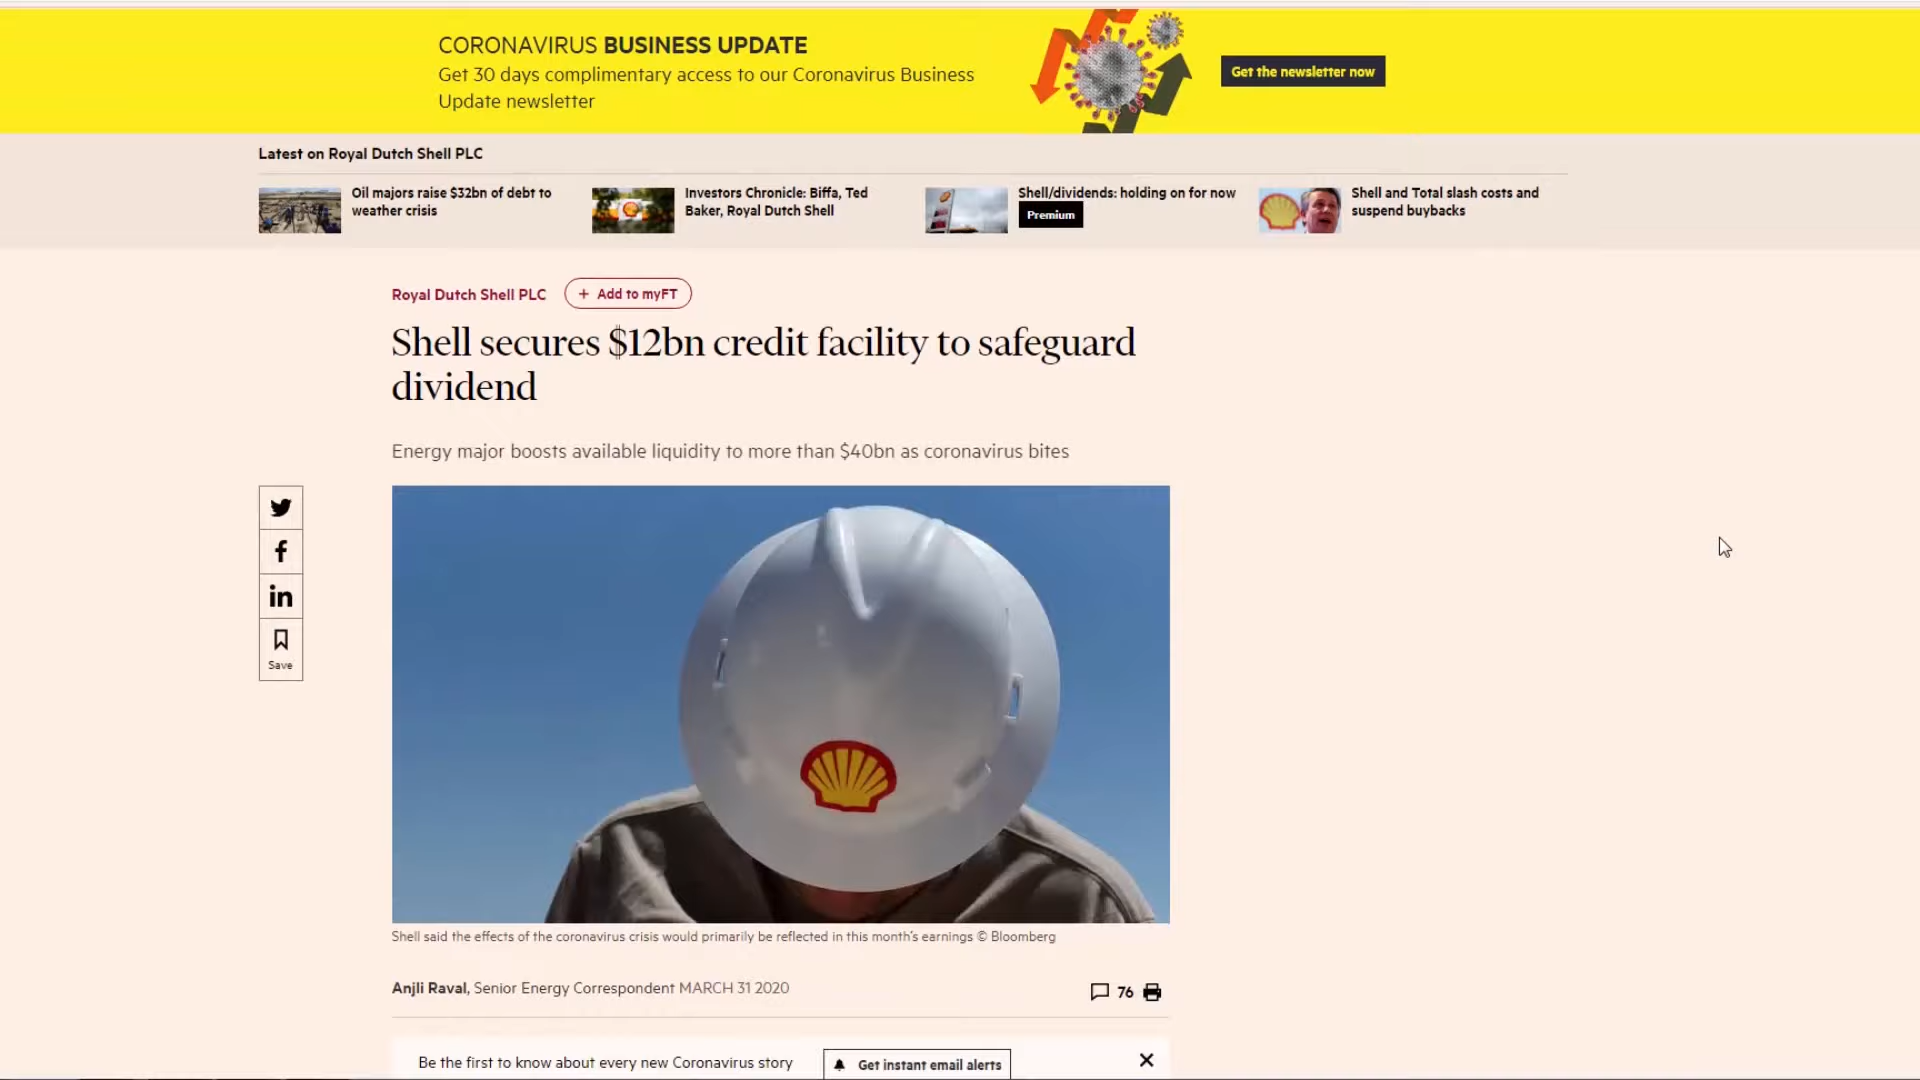 CORONAVIRUS BUSINESS UPDATE
Get 30 days complimentary access to our Coronavirus Business
Update newsletter
Get the newsletter now
Latest on Royal Dutch Shell PLC
Oil majors raise $32bn of debt to
weather crisis
Investors Chronicle: Biffa, Ted
Baker, Royal Dutch Shell
Shell/dividends: holding on for now
Premium
Shell and Total slash costs and
suspend buybacks
Royal Dutch Shell PLC
+ Add to myFT
Shell secures $12bn credit facility to safeguard
dividend
Energy major boosts available liquidity to more than $40bn as coronavirus bites
Save
Shell said the effects of the coronavirus crisis would primarily be reflected in this month's earnings © Bloomberg
Anjli Raval, Senior Energy Correspondent MARCH 31 2020
76
Be the first to know about every new Coronavirus story
Get instant email alerts